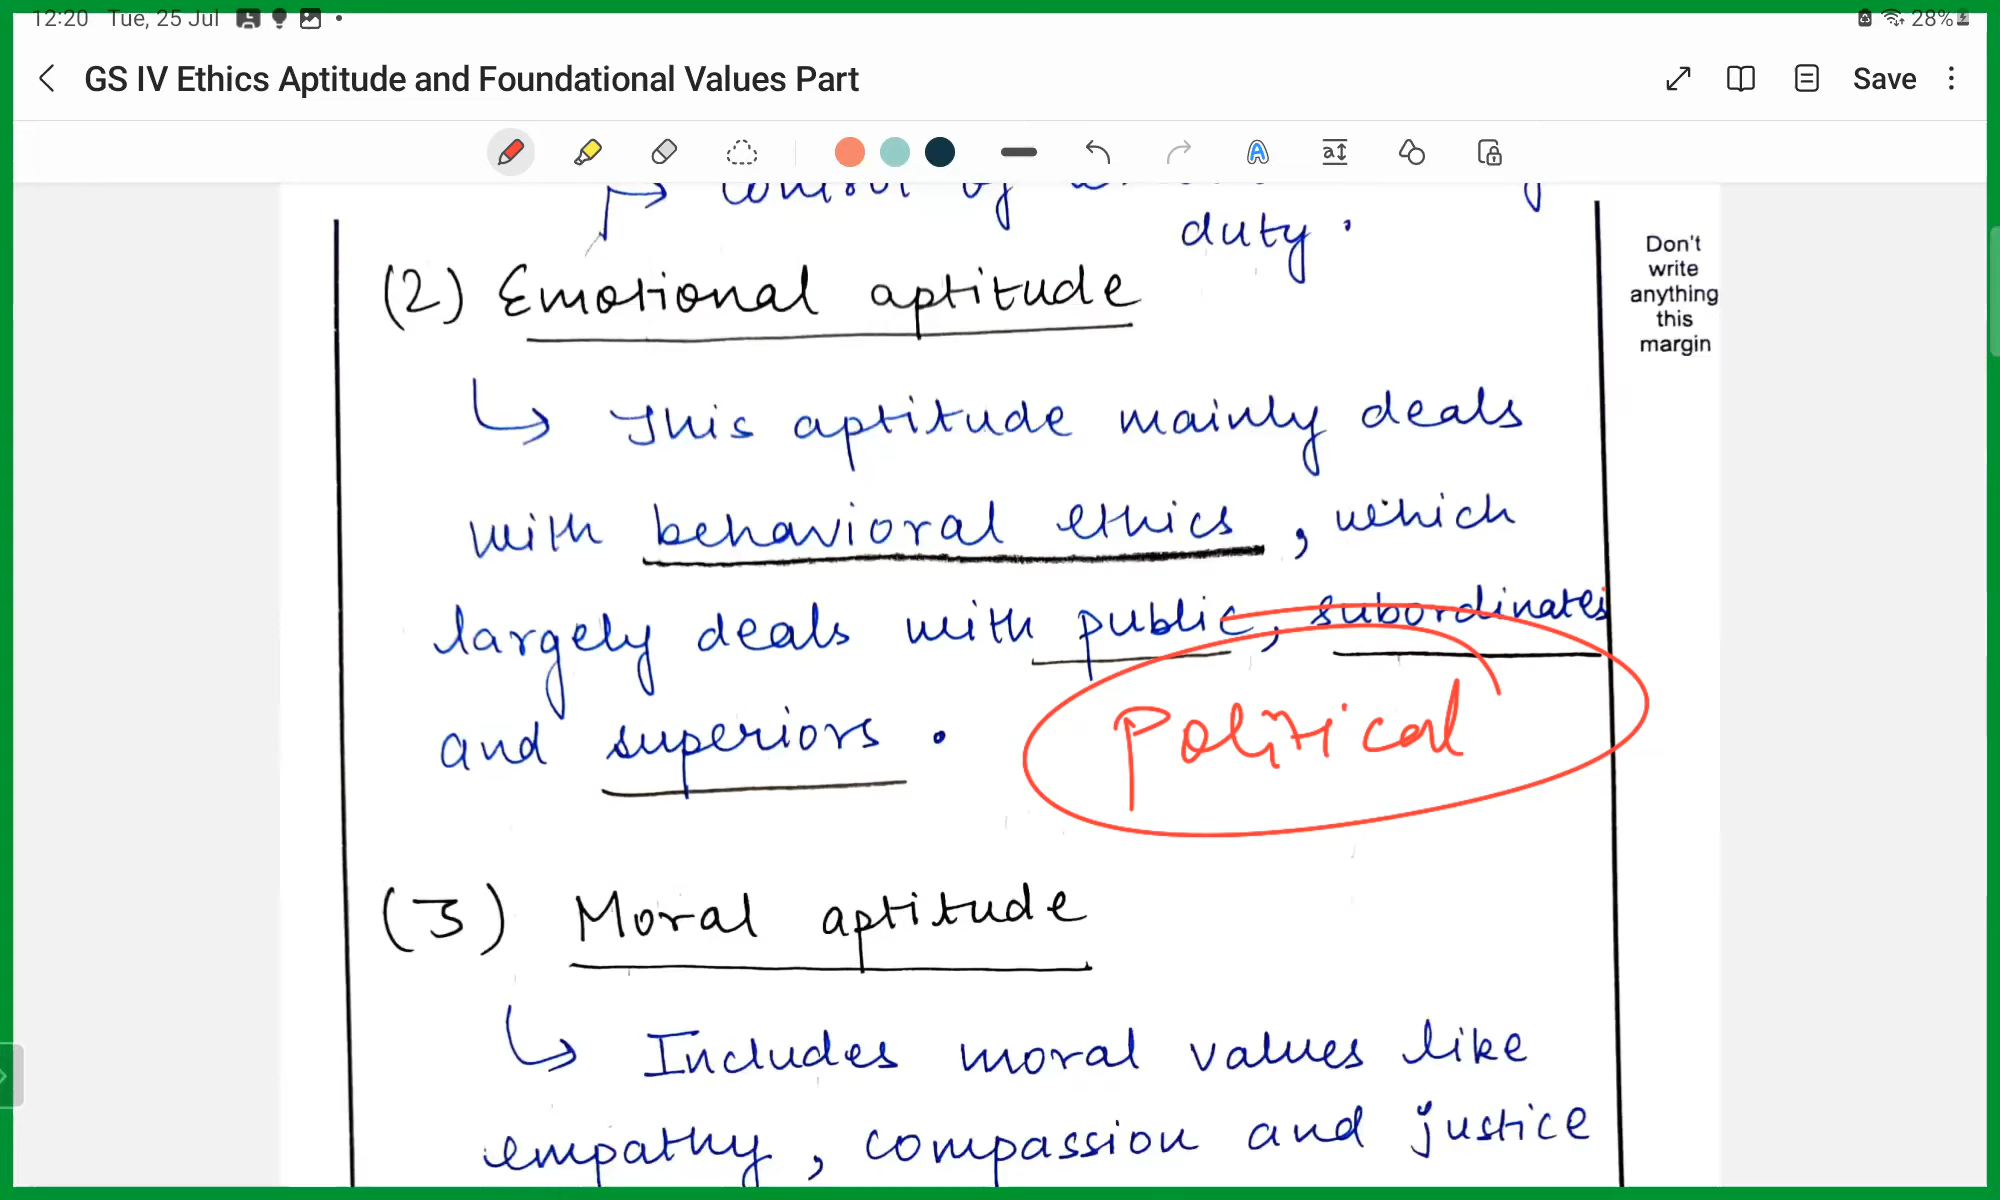 12:20 Tue, 25 Jul 28%
GS IV Ethics Aptitude and Foundational Values Part
Save
duty.
Don't
write
anything
this
margin
(2) Emotional aptitude
↳ This aptitude mainly deals
with behavioral ethics, which
largely deals with public, subordinates
and superiors.
Political
(3) Moral aptitude
↳ Includes moral values like
empathy, compassion and justice